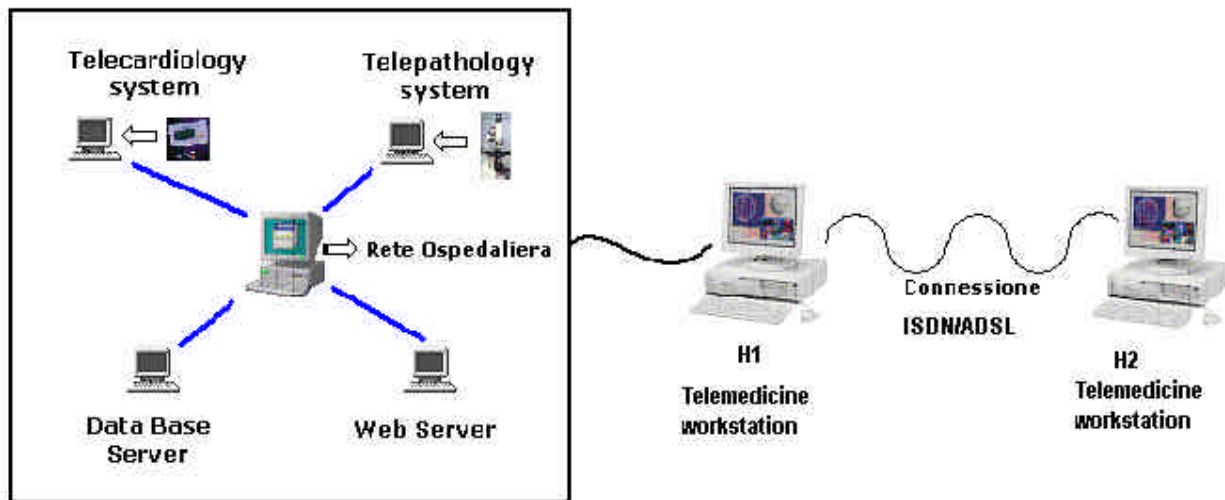 Telecardiology
system
Telepathology
system
Rete Ospedaliera
Data Base
Server
Web Server
Connessione
ISDN/ADSL
H1
Telemedicine
workstation
H2
Telemedicine
workstation